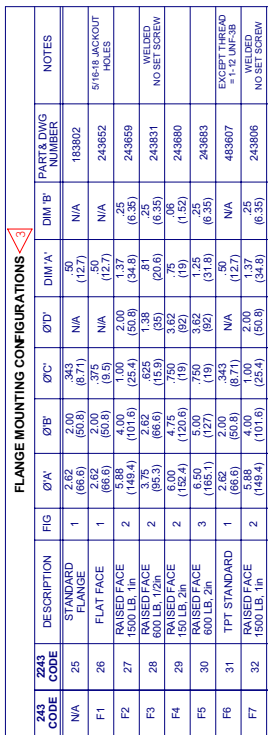 FLANGE MOUNTING CONFIGURATIONS 3
243 CODE 2243 CODE DESCRIPTION FIG Ø'A' Ø'B' Ø'C' Ø'D' DIM'A' DIM 'B' PART& DWG NUMBER NOTES
N/A 25 STANDARD FLANGE 1 2.62 (66.6) 2.00 (50.8) .343 (8.71) N/A .50 (12.7) N/A 183802
F1 26 FLAT FACE 1 2.62 (66.6) 2.00 (50.8) .375 (9.5) N/A .50 (12.7) N/A 243652 5/16-18 JACKOUT HOLES
F2 27 RAISED FACE 1500 LB, 1in 2 5.88 (149.4) 4.00 (101.6) 1.00 (25.4) 2.00 (50.8) 1.37 (34.8) .25 (6.35) 243659
F3 28 RAISED FACE 600 LB, 1/2in 2 3.75 (95.3) 2.62 (66.6) .625 (15.9) 1.38 (35) .81 (20.6) .25 (6.35) 243831 WELDED NO SET SCREW
F4 29 RAISED FACE 150 LB, 2in 2 6.00 (152.4) 4.75 (120.6) .750 (19) 3.62 (92) .75 (19) .06 (1.52) 243680
F5 30 RAISED FACE 600 LB, 2in 3 6.50 (165.1) 5.00 (127) .750 (19) 3.62 (92) 1.25 (31.8) .25 (6.35) 243683
F6 31 TPT STANDARD 1 2.62 (66.6) 2.00 (50.8) .343 (8.71) N/A .50 (12.7) N/A 483607 EXCEPT THREAD = 1-12 UNF-3B
F7 32 RAISED FACE 1500 LB, 1in 2 5.88 (149.4) 4.00 (101.6) 1.00 (25.4) 2.00 (50.8) 1.37 (34.8) .25 (6.35) 243806 WELDED NO SET SCREW